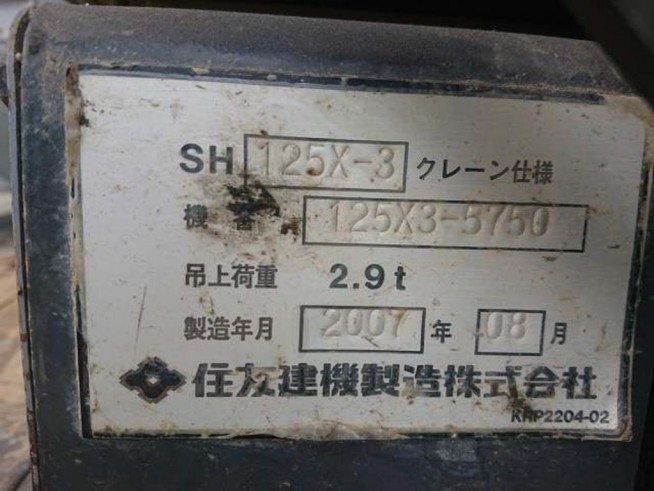 SH 125X-3 クレーン仕様
機番 125X3-5750
吊上荷重 2.9t
製造年月 2007 年 08 月
住友建機製造株式会社
KRP2204-02